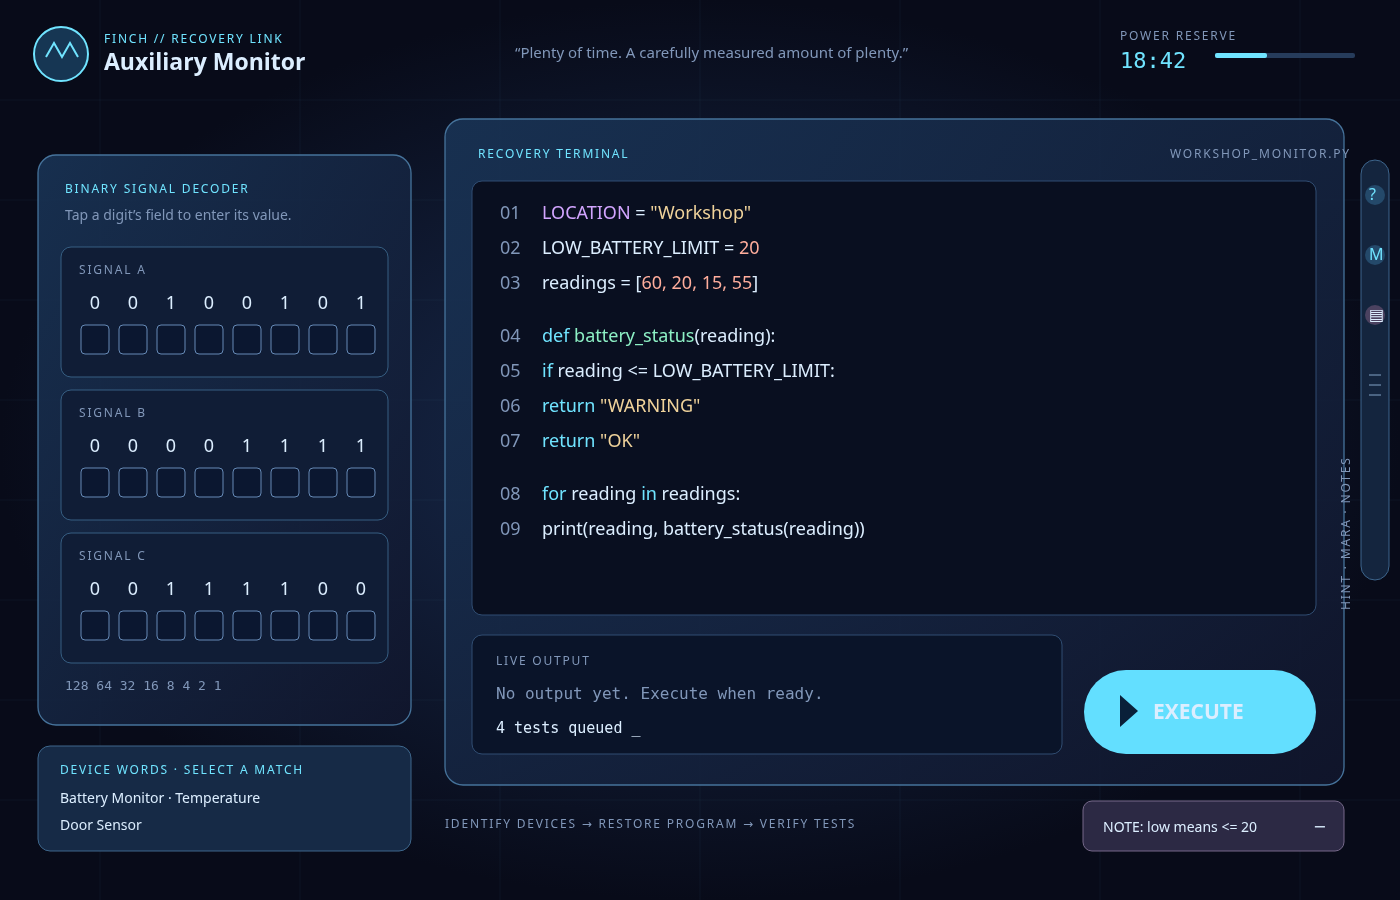 FINCH // RECOVERY LINK
Auxiliary Monitor
“Plenty of time. A carefully measured amount of plenty.”
POWER RESERVE
18:42
BINARY SIGNAL DECODER
Tap a digit’s field to enter its value.
SIGNAL A
0 0 1 0 0 1 0 1
SIGNAL B
0 0 0 0 1 1 1 1
SIGNAL C
0 0 1 1 1 1 0 0
128 64 32 16 8 4 2 1
DEVICE WORDS · SELECT A MATCH
Battery Monitor · Temperature
Door Sensor
RECOVERY TERMINAL
WORKSHOP_MONITOR.PY
01 LOCATION = "Workshop"
02 LOW_BATTERY_LIMIT = 20
03 readings = [60, 20, 15, 55]
04 def battery_status(reading):
05 if reading <= LOW_BATTERY_LIMIT:
06 return "WARNING"
07 return "OK"
08 for reading in readings:
09 print(reading, battery_status(reading))
LIVE OUTPUT
No output yet. Execute when ready.
4 tests queued _
EXECUTE
IDENTIFY DEVICES → RESTORE PROGRAM → VERIFY TESTS
NOTE: low means <= 20 –
?
M
▤
HINT · MARA · NOTES